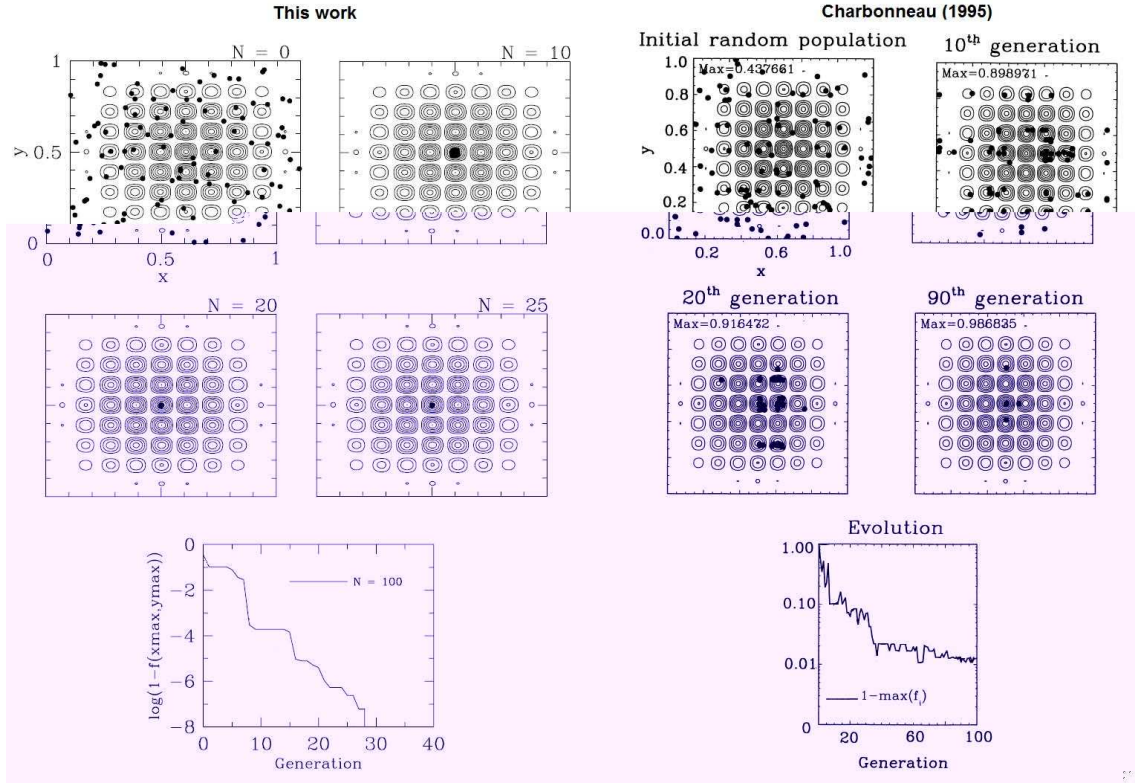 This work
Charbonneau (1995)
N = 0
N = 10
1
y
0.5
0
0
0.5
1
x
Initial random population
Max=0.437661
1.0
0.8
0.6
y
0.4
0.2
0.0
0.2
0.6
1.0
x
10th generation
Max=0.898971
N = 20
N = 25
20th generation
Max=0.916472
90th generation
Max=0.986835
0
−2
−4
−6
−8
log(1−f(xmax,ymax))
N = 100
0
10
20
30
40
Generation
Evolution
1.00
0.10
0.01
0
1-max(fi)
20
60
100
Generation